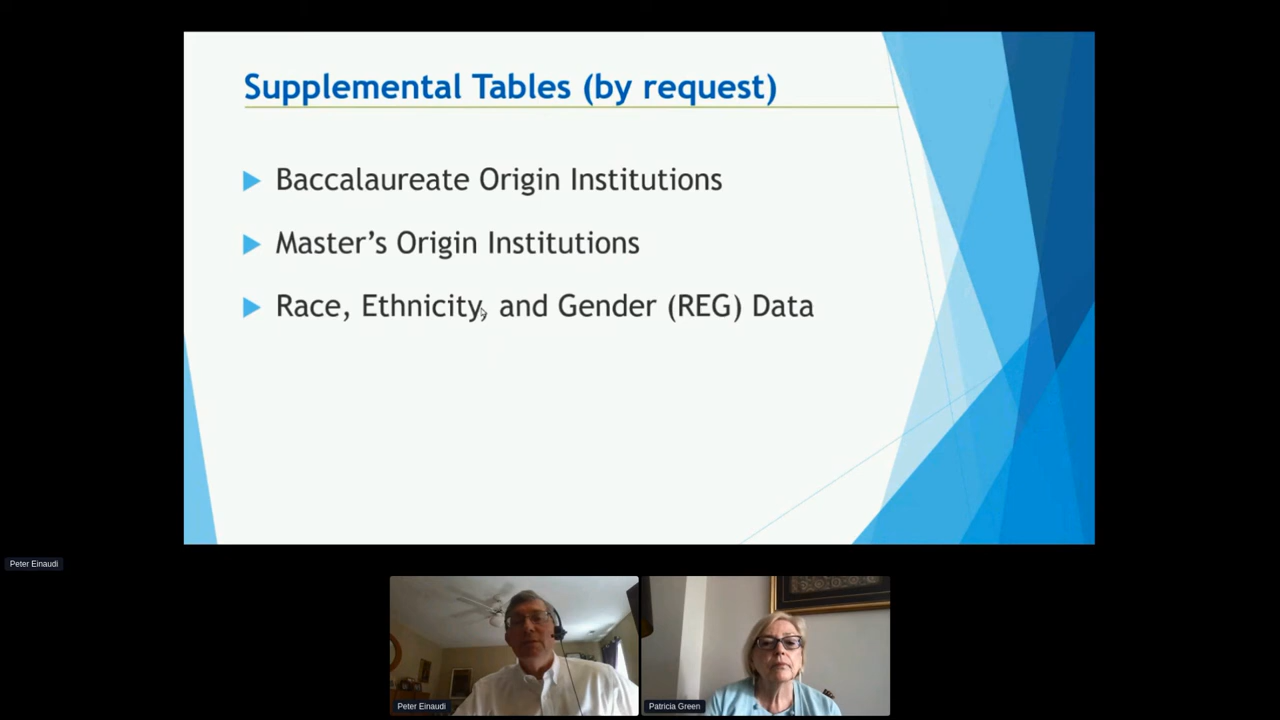 Supplemental Tables (by request)
Baccalaureate Origin Institutions
Master’s Origin Institutions
Race, Ethnicity, and Gender (REG) Data
Peter Einaudi
Peter Einaudi
Patricia Green